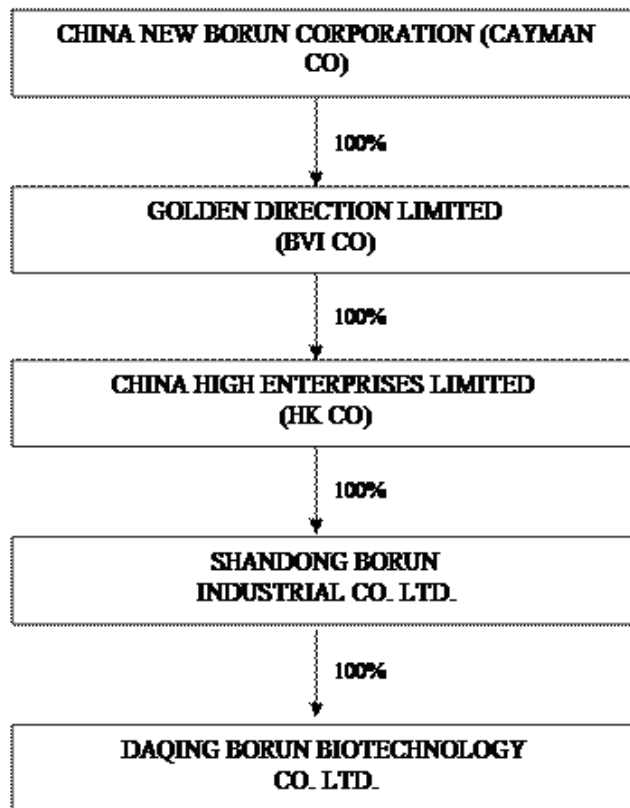 CHINA NEW BORUN CORPORATION (CAYMAN
CO)
100%
GOLDEN DIRECTION LIMITED
(BVI CO)
100%
CHINA HIGH ENTERPRISES LIMITED
(HK CO)
100%
SHANDONG BORUN
INDUSTRIAL CO. LTD.
100%
DAQING BORUN BIOTECHNOLOGY
CO. LTD.